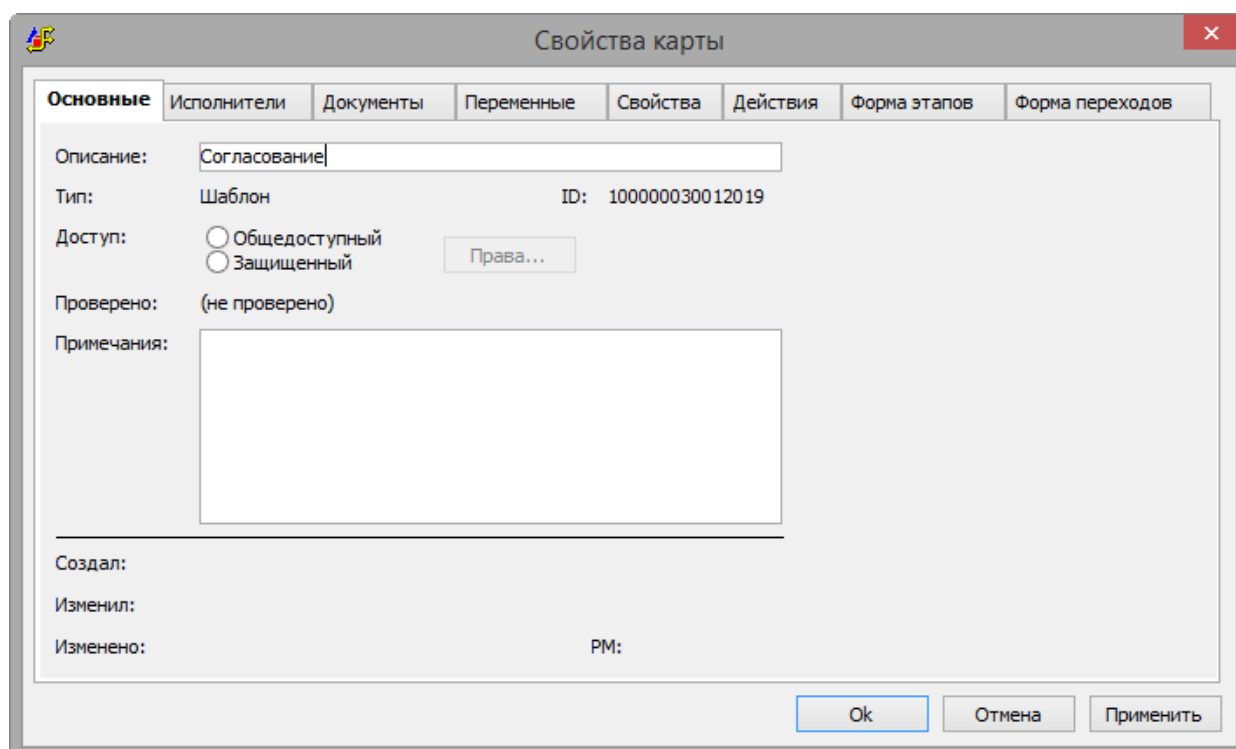 Свойства карты
Основные Исполнители Документы Переменные Свойства Действия Форма этапов Форма переходов
Описание: Согласование
Тип: Шаблон ID: 100000030012019
Доступ: Общедоступный
Защищенный Права...
Проверено: (не проверено)
Примечания:
Создал:
Изменил:
Изменено: РМ:
Ok Отмена Применить